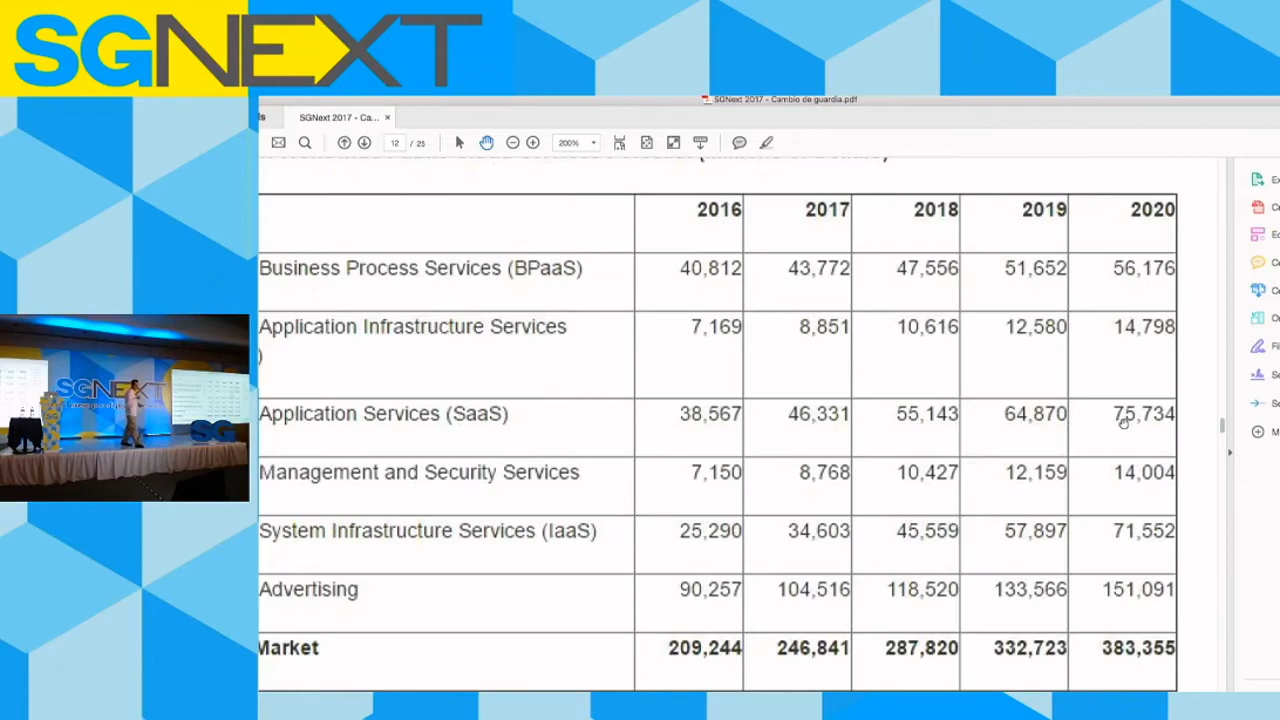 SGNEXT
SGNext 2017 - Cambio de guardia.pdf
SGNext 2017 - Ca... ×
12 / 25
200%
2016 2017 2018 2019 2020
Business Process Services (BPaaS) 40,812 43,772 47,556 51,652 56,176
Application Infrastructure Services 7,169 8,851 10,616 12,580 14,798
)
Application Services (SaaS) 38,567 46,331 55,143 64,870 75,734
Management and Security Services 7,150 8,768 10,427 12,159 14,004
System Infrastructure Services (IaaS) 25,290 34,603 45,559 57,897 71,552
Advertising 90,257 104,516 118,520 133,566 151,091
Market 209,244 246,841 287,820 332,723 383,355
SGNEXT
SG